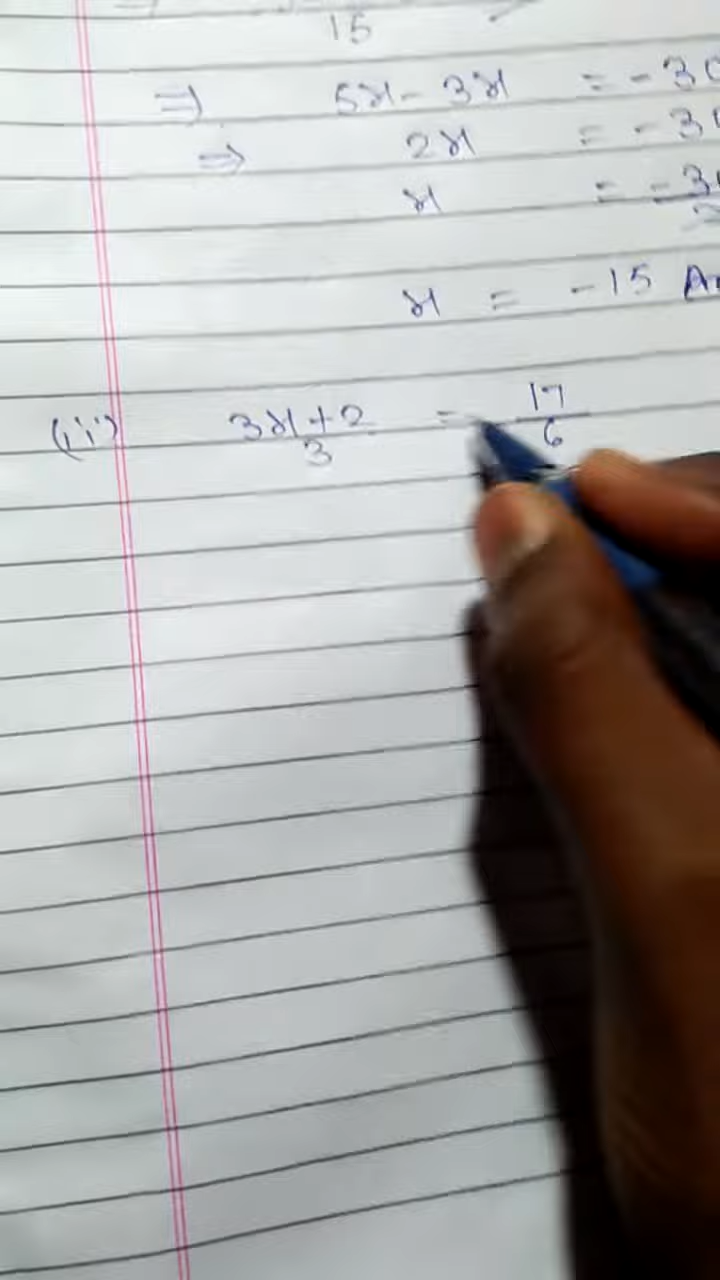 15
⇒ 5x - 3x = - 30
⇒ 2x = - 30
x = -30/2
x = -15
(ii) 3x+2/3 = 17/6